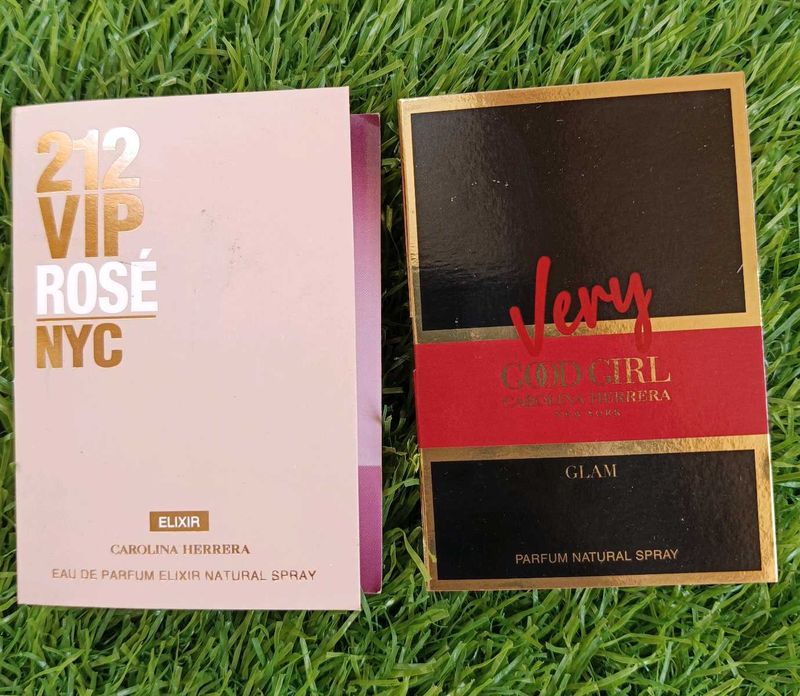 212
VIP
ROSÉ
NYC
ELIXIR
CAROLINA HERRERA
EAU DE PARFUM ELIXIR NATURAL SPRAY
Very
GOOD GIRL
CAROLINA HERRERA
NEW YORK
GLAM
PARFUM NATURAL SPRAY